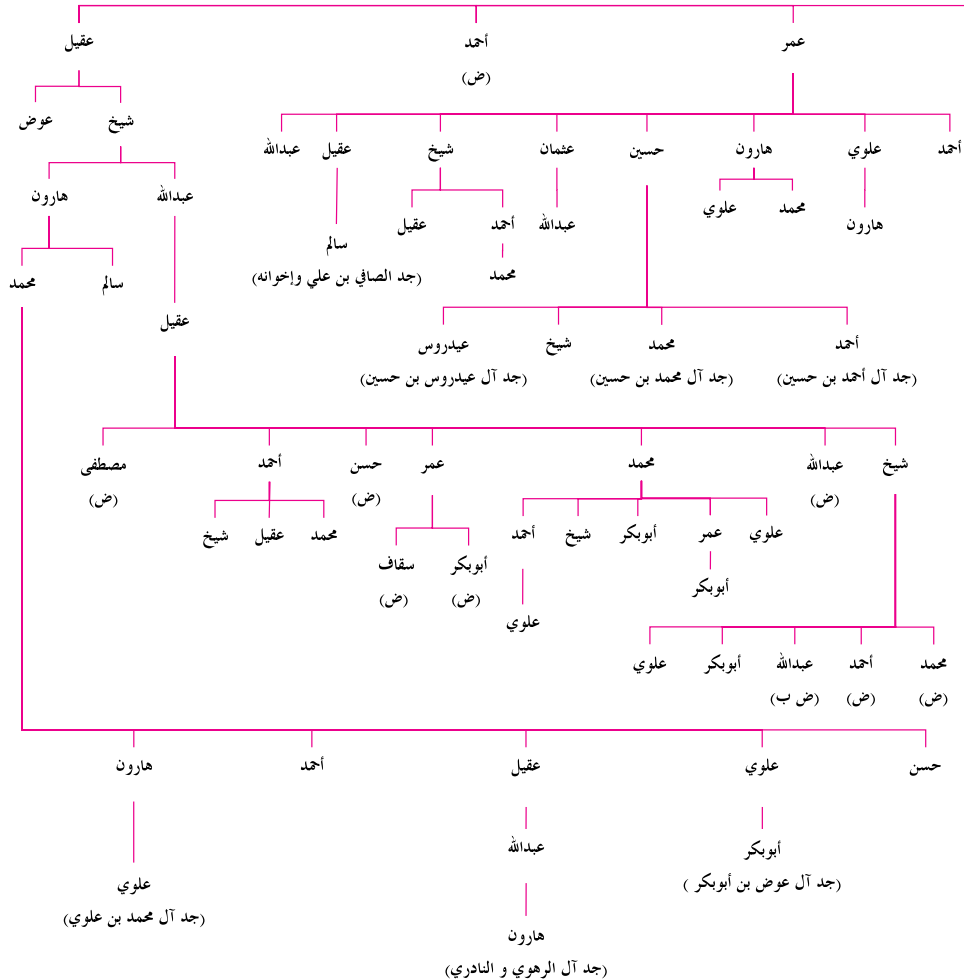 عمر
أحمد
عقيل
(ض)
شيخ
عوض
أحمد
علوي
هارون
حسين
عثمان
شيخ
عقيل
عبدالله
عبدالله
هارون
هارون
محمد
علوي
عبدالله
أحمد
عقيل
سالم
(جد الصافي بن علي وإخوانه)
محمد
سالم
محمد
عقيل
أحمد
محمد
شيخ
عيدروس
(جد آل أحمد بن حسين)
(جد آل محمد بن حسين)
(جد آل عيدروس بن حسين)
شيخ
عبدالله
محمد
عمر
حسن
أحمد
مصطفى
(ض)
(ض)
(ض)
علوي
عمر
أبوبكر
شيخ
أحمد
محمد
عقيل
شيخ
أبوبكر
سقاف
(ض)
(ض)
أبوبكر
علوي
محمد
أحمد
عبدالله
أبوبكر
علوي
(ض)
(ض)
(ض ب)
حسن
علوي
عقيل
أحمد
هارون
أبوبكر
(جد آل عوض بن أبوبكر )
عبدالله
علوي
(جد آل محمد بن علوي)
هارون
(جد آل الرهوي و النادري)